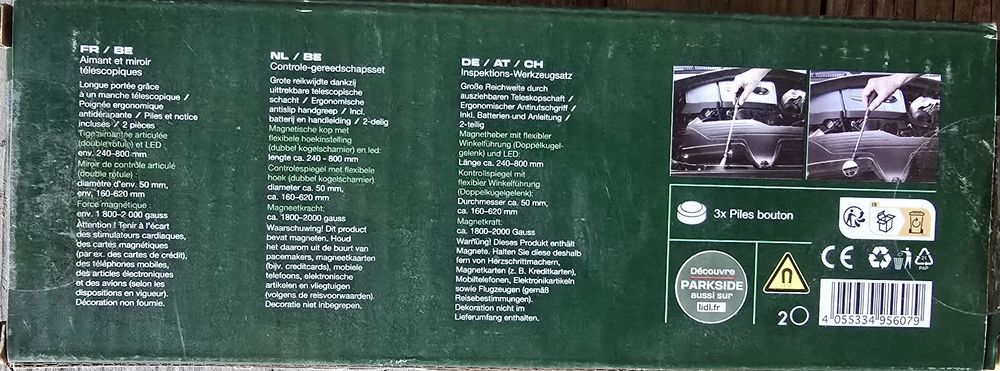 FR / BE
Aimant et miroir
télescopiques
Longue portée grâce
à un manche télescopique /
Poignée ergonomique
antidérapante / Piles et notice
incluses / 2 pièces
Tige aimantée articulée
(double rotule) et LED :
env. 240–800 mm
Miroir de contrôle articulé
(double rotule) :
diamètre d'env. 50 mm,
env. 160–620 mm
Force magnétique :
env. 1 800–2 000 gauss
Attention ! Tenir à l'écart
des stimulateurs cardiaques,
des cartes magnétiques
(par ex. des cartes de crédit),
des téléphones mobiles,
des articles électroniques
et des avions (selon les
dispositions en vigueur).
Décoration non fournie.
NL / BE
Controle-gereedschapsset
Grote reikwijdte dankzij
uittrekbare telescopische
schacht / Ergonomische
antislip handgreep / Incl.
batterij en handleiding / 2-delig
Magnetische kop met
flexibele hoekinstelling
(dubbel kogelscharnier) en led:
lengte ca. 240 - 800 mm
Controlespiegel met flexibele
hoek (dubbel kogelscharnier)
diameter ca. 50 mm,
ca. 160–620 mm
Magneetkracht:
ca. 1800–2000 gauss
Waarschuwing! Dit product
bevat magneten. Houd
het daarom uit de buurt van
pacemakers, magneetkaarten
(bijv. creditcards), mobiele
telefoons, elektronische
artikelen en vliegtuigen
(volgens de reisvoorwaarden).
Decoratie niet inbegrepen.
DE / AT / CH
Inspektions-Werkzeugsatz
Große Reichweite durch
ausziehbaren Teleskopschaft /
Ergonomischer Antirutschgriff /
Inkl. Batterien und Anleitung /
2-teilig
Magnetheber mit flexibler
Winkelführung (Doppelkugel-
gelenk) und LED:
Länge ca. 240–800 mm
Kontrollspiegel mit
flexibler Winkelführung
(Doppelkugelgelenk):
Durchmesser ca. 50 mm,
ca. 160–620 mm
Magnetkraft:
ca. 1800–2000 Gauss
Warnung! Dieses Produkt enthält
Magnete. Halten Sie diese deshalb
fern von Herzschrittmachern,
Magnetkarten (z. B. Kreditkarten),
Mobiltelefonen, Elektronikartikeln
sowie Flugzeugen (gemäß
Reisebestimmungen).
Dekoration nicht im
Lieferumfang enthalten.
3x Piles bouton
FR
CE
PAP
Découvre
PARKSIDE
aussi sur
lidl.fr
2
4 055334 956079